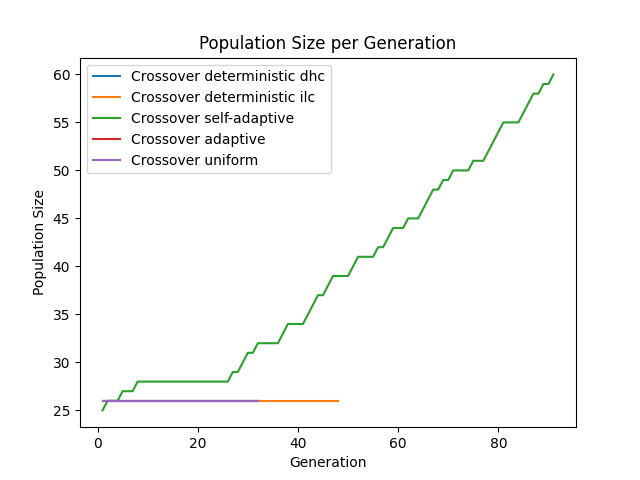 Population Size per Generation
Crossover deterministic dhc
Crossover deterministic ilc
Crossover self-adaptive
Crossover adaptive
Crossover uniform
60
55
50
45
40
35
30
25
Population Size
0 20 40 60 80
Generation